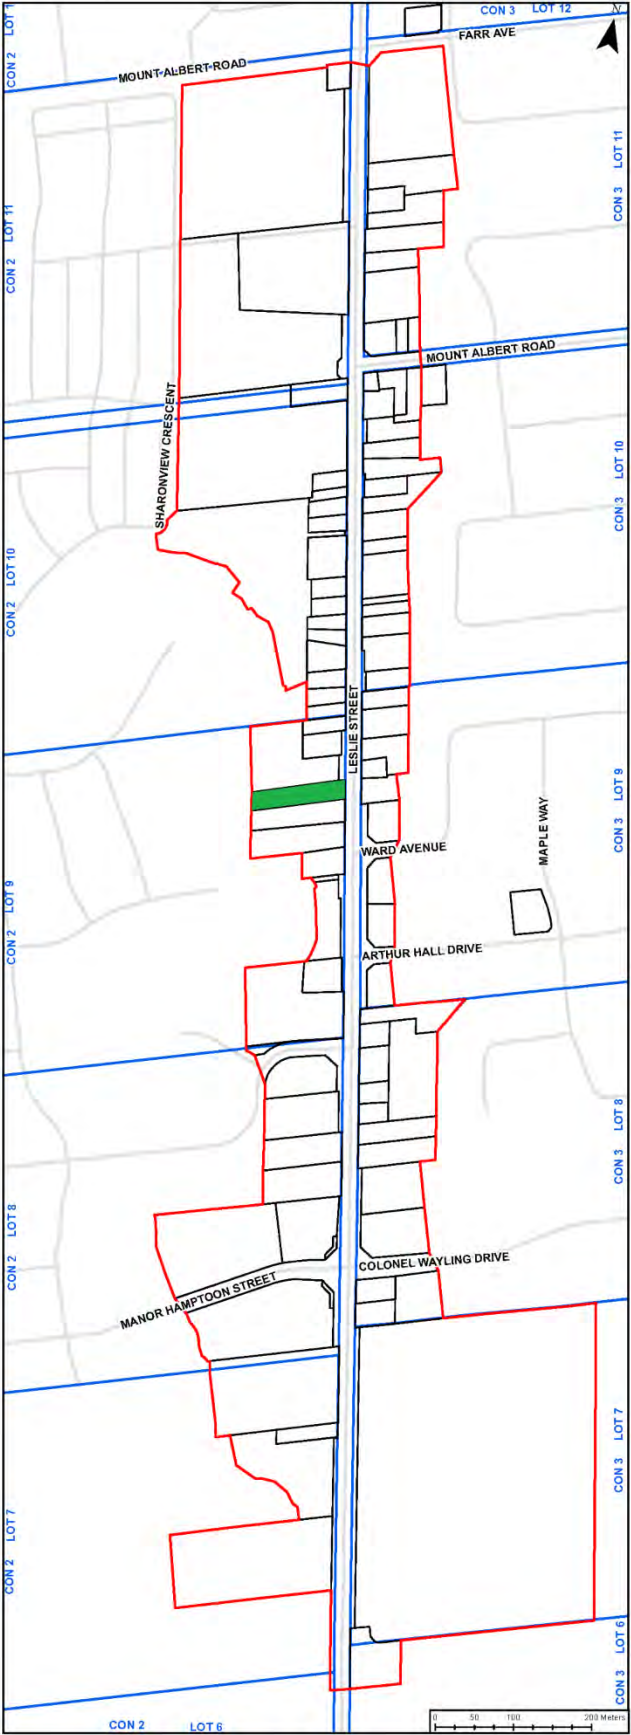 CON 3 LOT 12
N
LOT 1
CON 2
FARR AVE
MOUNT ALBERT ROAD
LOT 11
CON 3
LOT 11
CON 2
MOUNT ALBERT ROAD
SHARONVIEW CRESCENT
LOT 10
CON 3
LOT 10
CON 2
LESLIE STREET
LOT 9
CON 3
MAPLE WAY
WARD AVENUE
LOT 9
CON 2
ARTHUR HALL DRIVE
LOT 8
CON 3
LOT 8
CON 2
COLONEL WAYLING DRIVE
MANOR HAMPTOON STREET
LOT 7
CON 3
LOT 7
CON 2
LOT 6
CON 3
CON 2 LOT 6
0 50 100 200 Meters